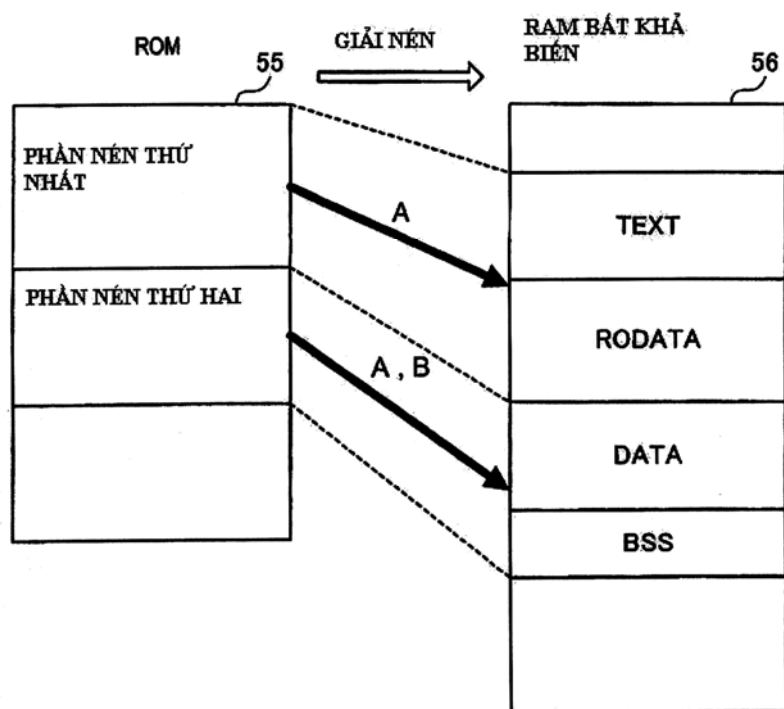 ROM
GIẢI NÉN
RAM BẤT KHẢ
BIẾN
55
56
PHẦN NÉN THỨ
NHẤT
A
TEXT
PHẦN NÉN THỨ HAI
RODATA
A , B
DATA
BSS